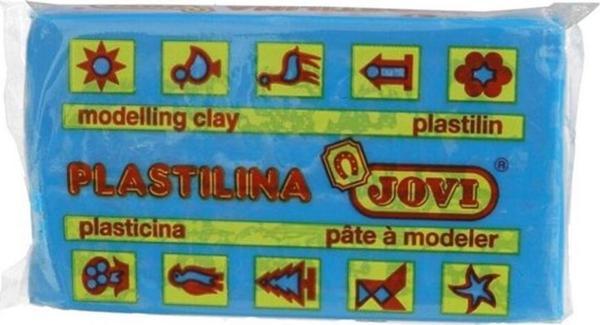 modelling clay plastilin
PLASTILINA JOVI ®
plasticina pâte à modeler